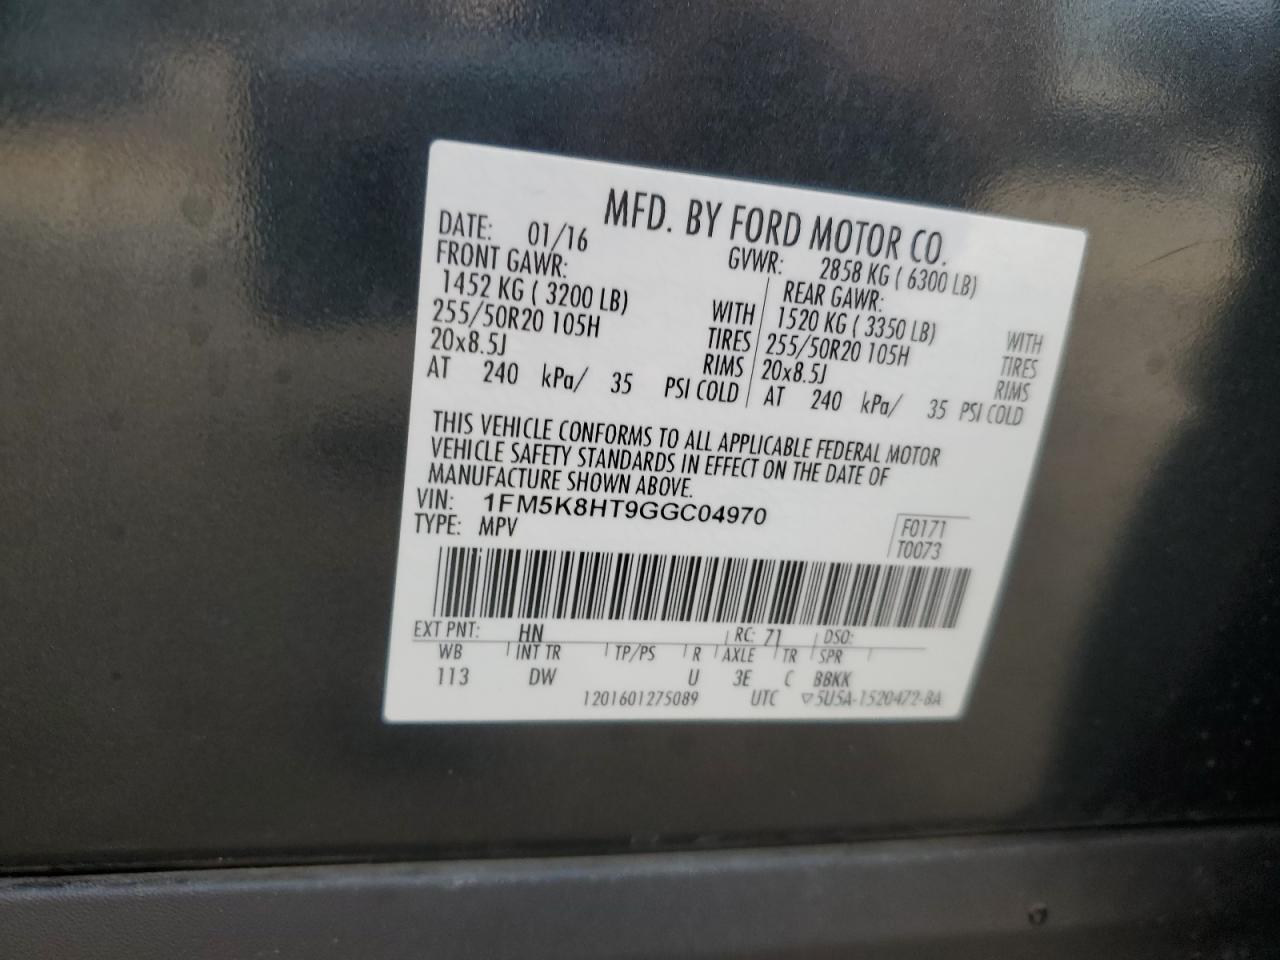 MFD. BY FORD MOTOR CO.
DATE: 01/16 GVWR: 2858 KG ( 6300 LB)
FRONT GAWR: REAR GAWR:
1452 KG ( 3200 LB) WITH 1520 KG ( 3350 LB) WITH
255/50R20 105H TIRES 255/50R20 105H TIRES
20x8.5J RIMS 20x8.5J RIMS
AT 240 kPa/ 35 PSI COLD AT 240 kPa/ 35 PSI COLD
THIS VEHICLE CONFORMS TO ALL APPLICABLE FEDERAL MOTOR
VEHICLE SAFETY STANDARDS IN EFFECT ON THE DATE OF
MANUFACTURE SHOWN ABOVE.
VIN: 1FM5K8HT9GGC04970
TYPE: MPV F0171
T0073
EXT PNT: HN RC: 71 DSO:
WB INT TR TP/PS R AXLE TR SPR
113 DW U 3E C BBKK
1201601275089 UTC ▽5U5A-1520472-BA